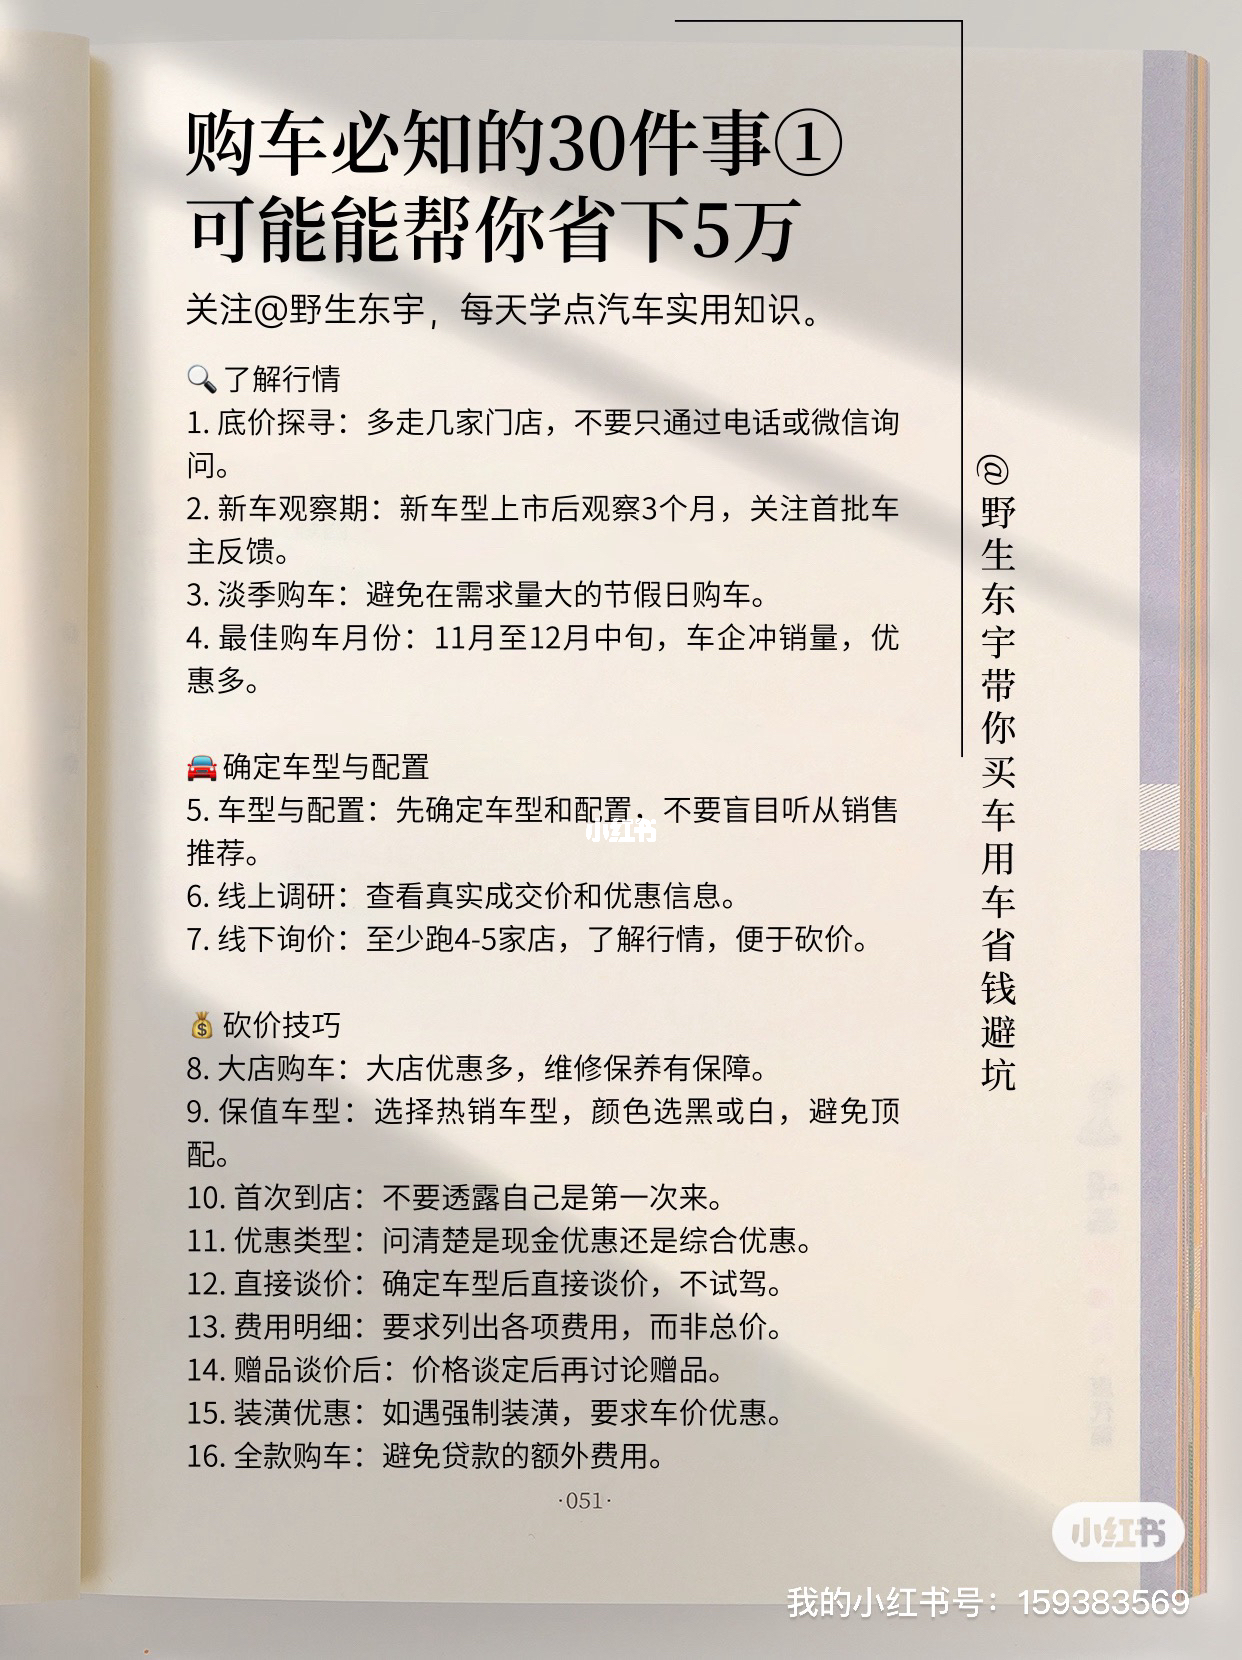 购车必知的30件事①
可能能帮你省下5万
关注@野生东宇，每天学点汽车实用知识。
🔍了解行情
1. 底价探寻：多走几家门店，不要只通过电话或微信询
问。
2. 新车观察期：新车型上市后观察3个月，关注首批车
主反馈。
3. 淡季购车：避免在需求量大的节假日购车。
4. 最佳购车月份：11月至12月中旬，车企冲销量，优
惠多。
🚘确定车型与配置
5. 车型与配置：先确定车型和配置，不要盲目听从销售
推荐。
6. 线上调研：查看真实成交价和优惠信息。
7. 线下询价：至少跑4-5家店，了解行情，便于砍价。
💰砍价技巧
8. 大店购车：大店优惠多，维修保养有保障。
9. 保值车型：选择热销车型，颜色选黑或白，避免顶
配。
10. 首次到店：不要透露自己是第一次来。
11. 优惠类型：问清楚是现金优惠还是综合优惠。
12. 直接谈价：确定车型后直接谈价，不试驾。
13. 费用明细：要求列出各项费用，而非总价。
14. 赠品谈价后：价格谈定后再讨论赠品。
15. 装潢优惠：如遇强制装潢，要求车价优惠。
16. 全款购车：避免贷款的额外费用。
·051·
@野生东宇带你买车用车省钱避坑
小红书
小红书
我的小红书号：159383569